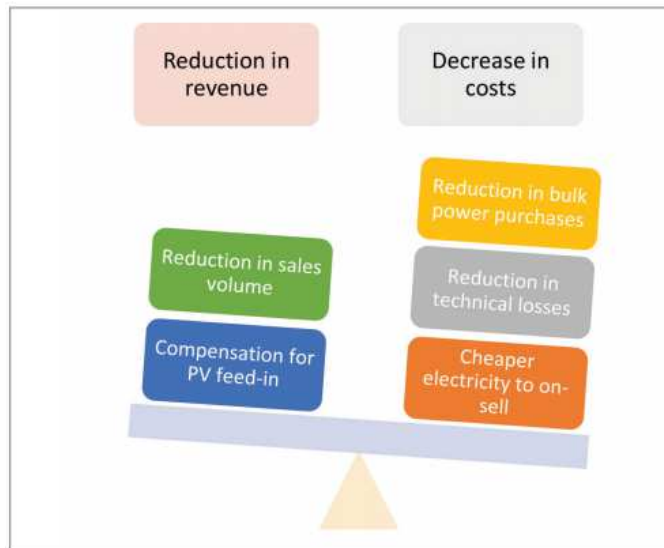 Reduction in
revenue
Decrease in
costs
Reduction in bulk
power purchases
Reduction in sales
volume
Reduction in
technical losses
Compensation for
PV feed-in
Cheaper
electricity to on-
sell